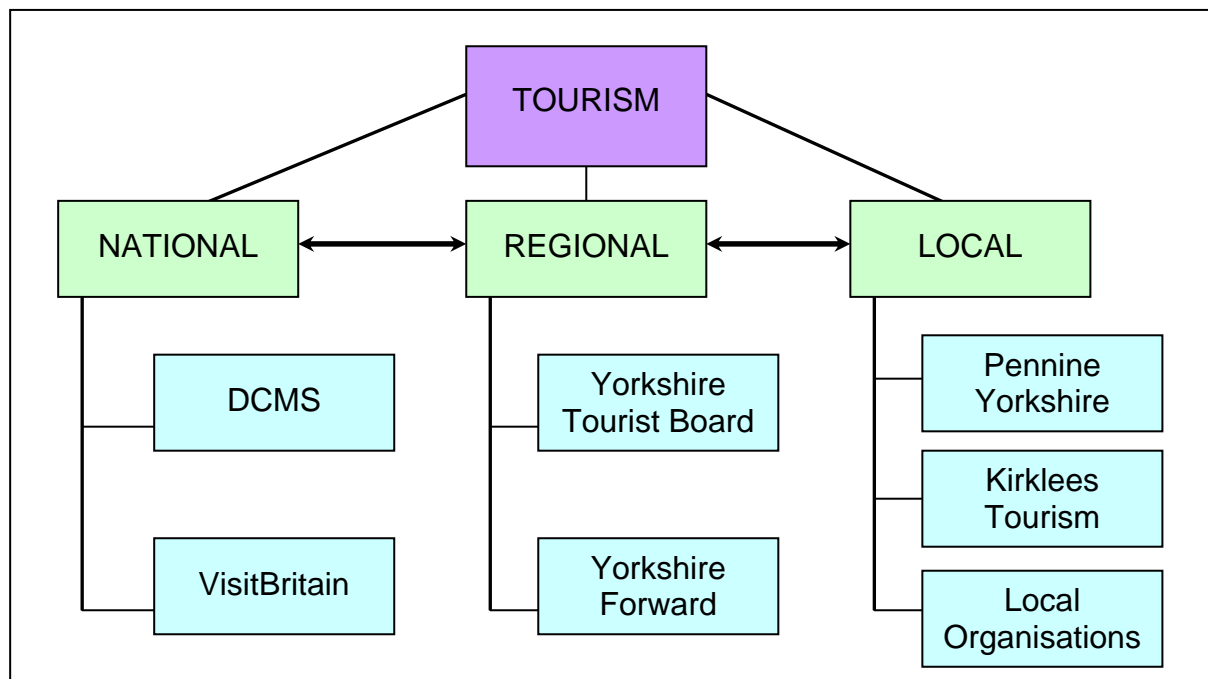 TOURISM
NATIONAL
REGIONAL
LOCAL
DCMS
VisitBritain
Yorkshire
Tourist Board
Yorkshire
Forward
Pennine
Yorkshire
Kirklees
Tourism
Local
Organisations